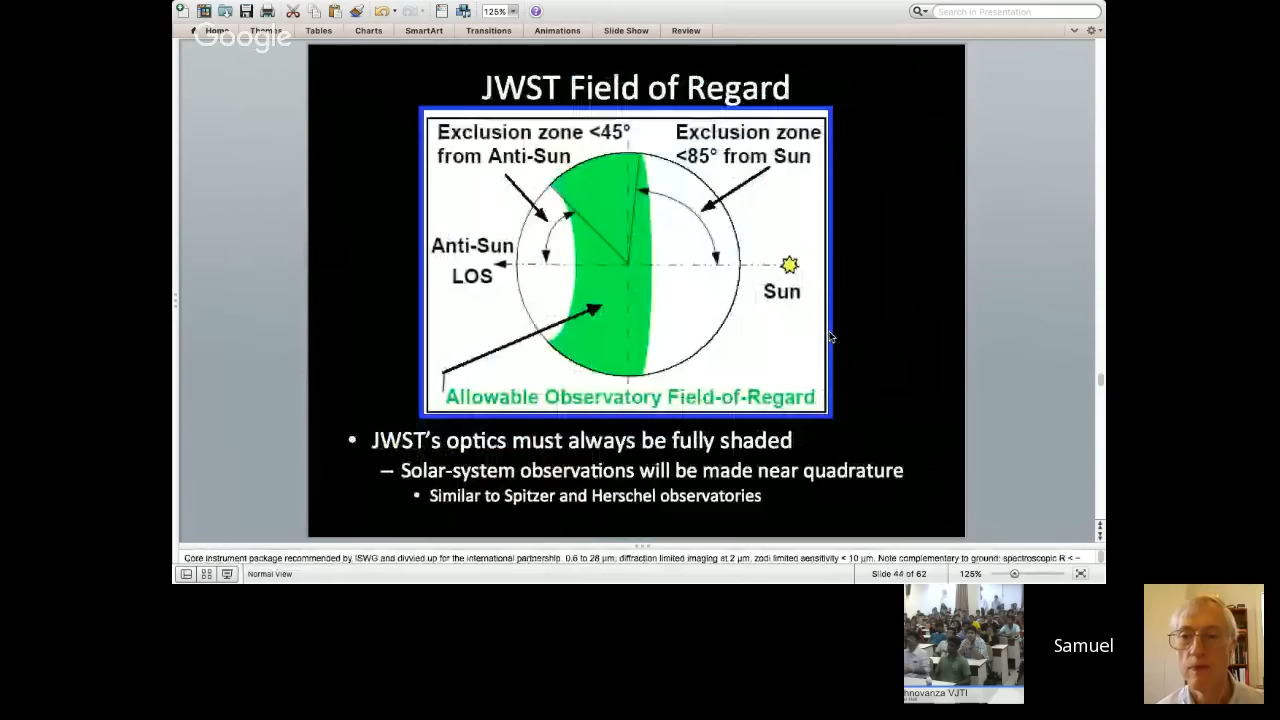 125%
Search in Presentation
Home
Themes
Tables
Charts
SmartArt
Transitions
Animations
Slide Show
Review
Google
JWST Field of Regard
Exclusion zone <45°
from Anti-Sun
Exclusion zone
<85° from Sun
Anti-Sun
LOS
Sun
Allowable Observatory Field-of-Regard
• JWST's optics must always be fully shaded
– Solar-system observations will be made near quadrature
• Similar to Spitzer and Herschel observatories
Core instrument package recommended by ISWG and divvied up for the international partnership 0.6 to 28 µm, diffraction limited imaging at 2 µm, zodi limited sensitivity < 10 µm. Note complementary to ground: spectroscopic R < ~
Normal View
Slide 44 of 62
125%
Samuel
hnovanza VJTI